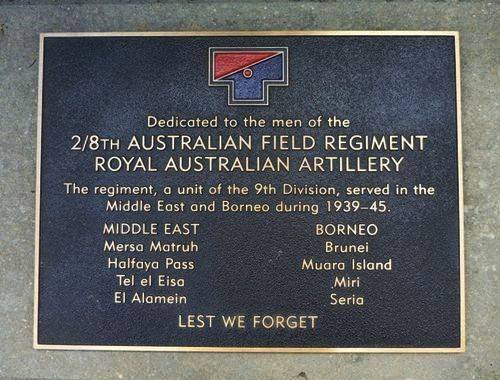 Dedicated to the men of the
2/8TH AUSTRALIAN FIELD REGIMENT
ROYAL AUSTRALIAN ARTILLERY
The regiment, a unit of the 9th Division, served in the
Middle East and Borneo during 1939–45.
MIDDLE EAST
Mersa Matruh
Halfaya Pass
Tel el Eisa
El Alamein
BORNEO
Brunei
Muara Island
Miri
Seria
LEST WE FORGET